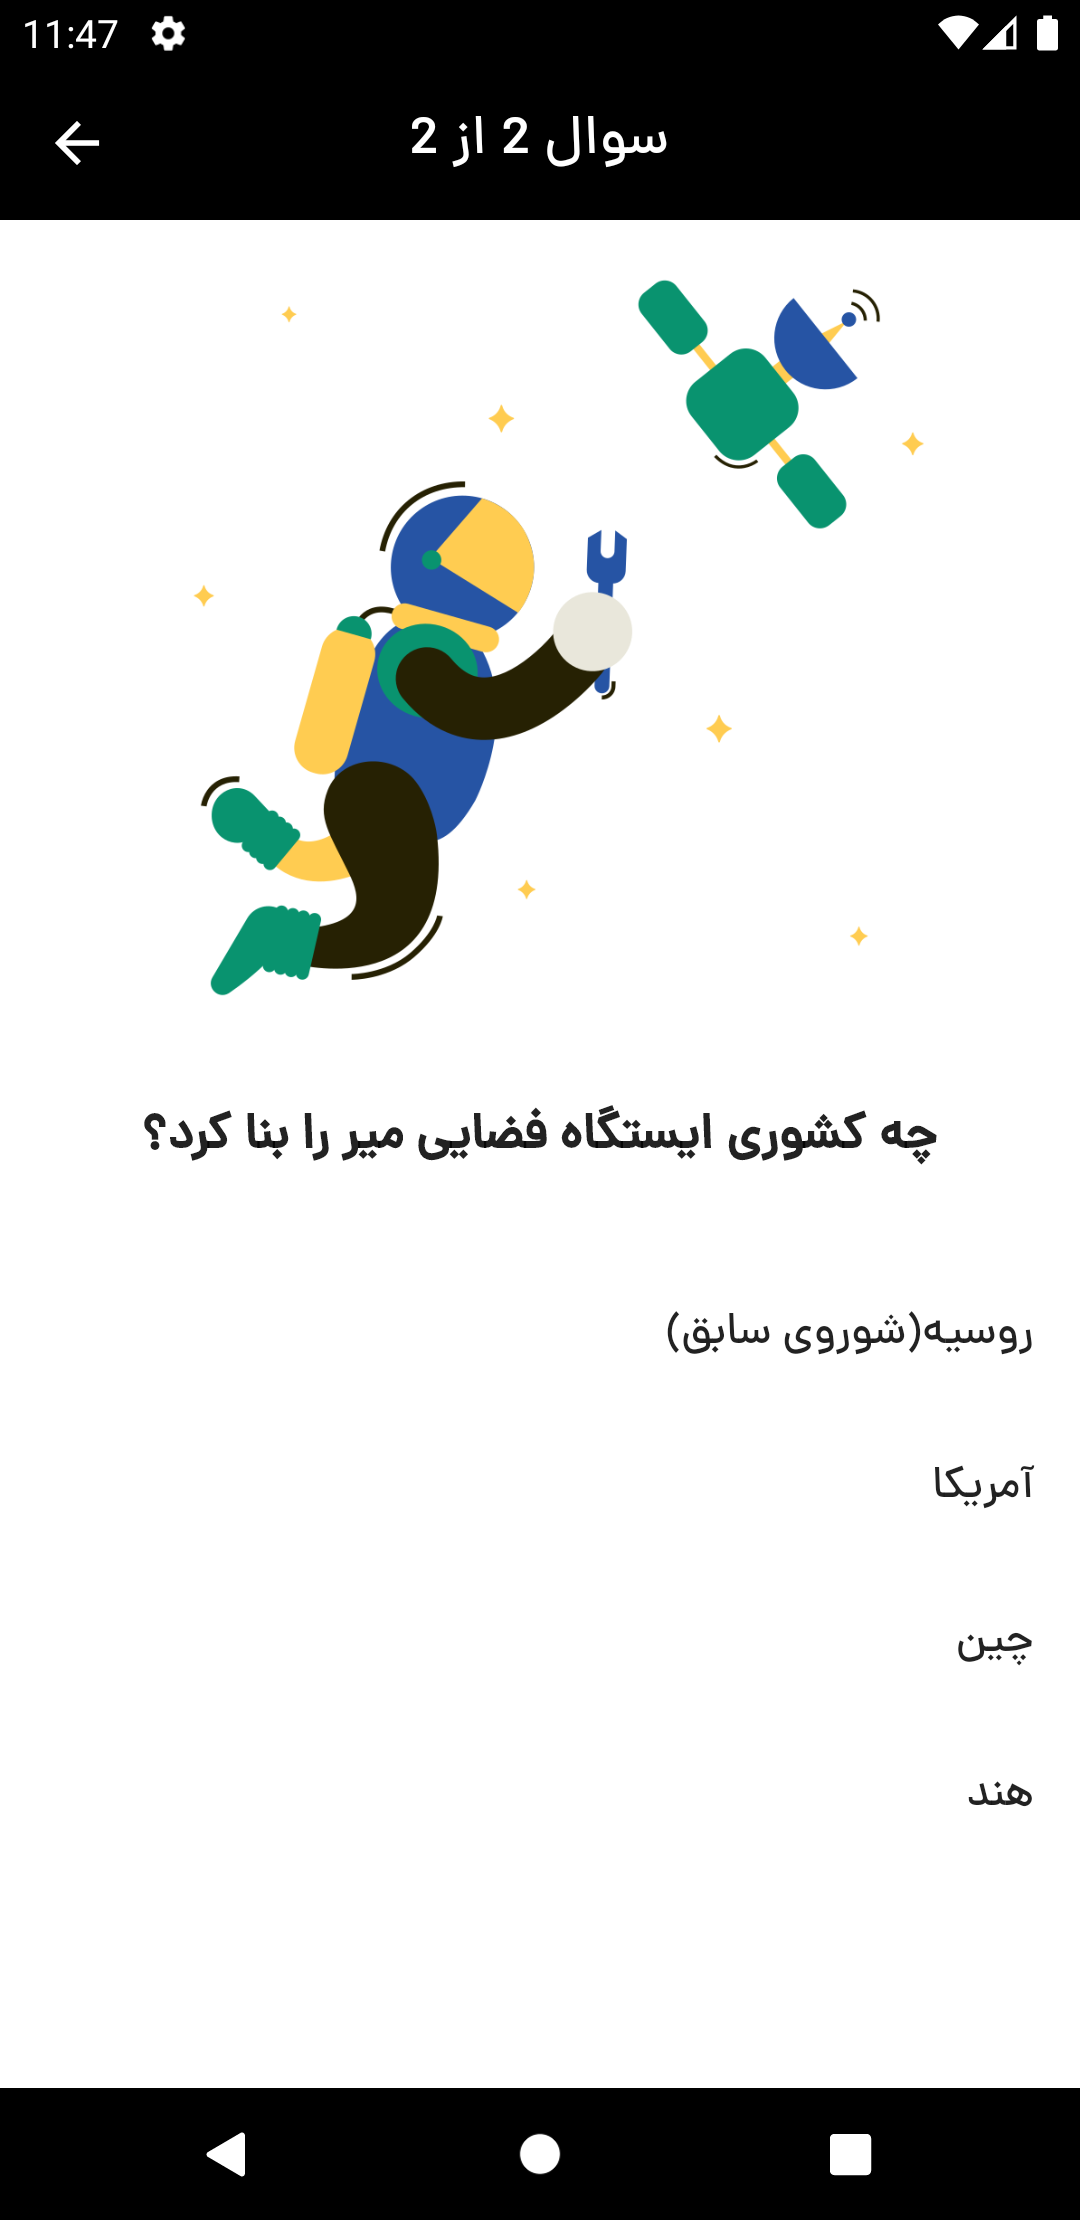 11:47
سوال 2 از 2
چه کشوری ایستگاه فضایی میر را بنا کرد؟
روسیه(شوروی سابق)
آمریکا
چین
هند